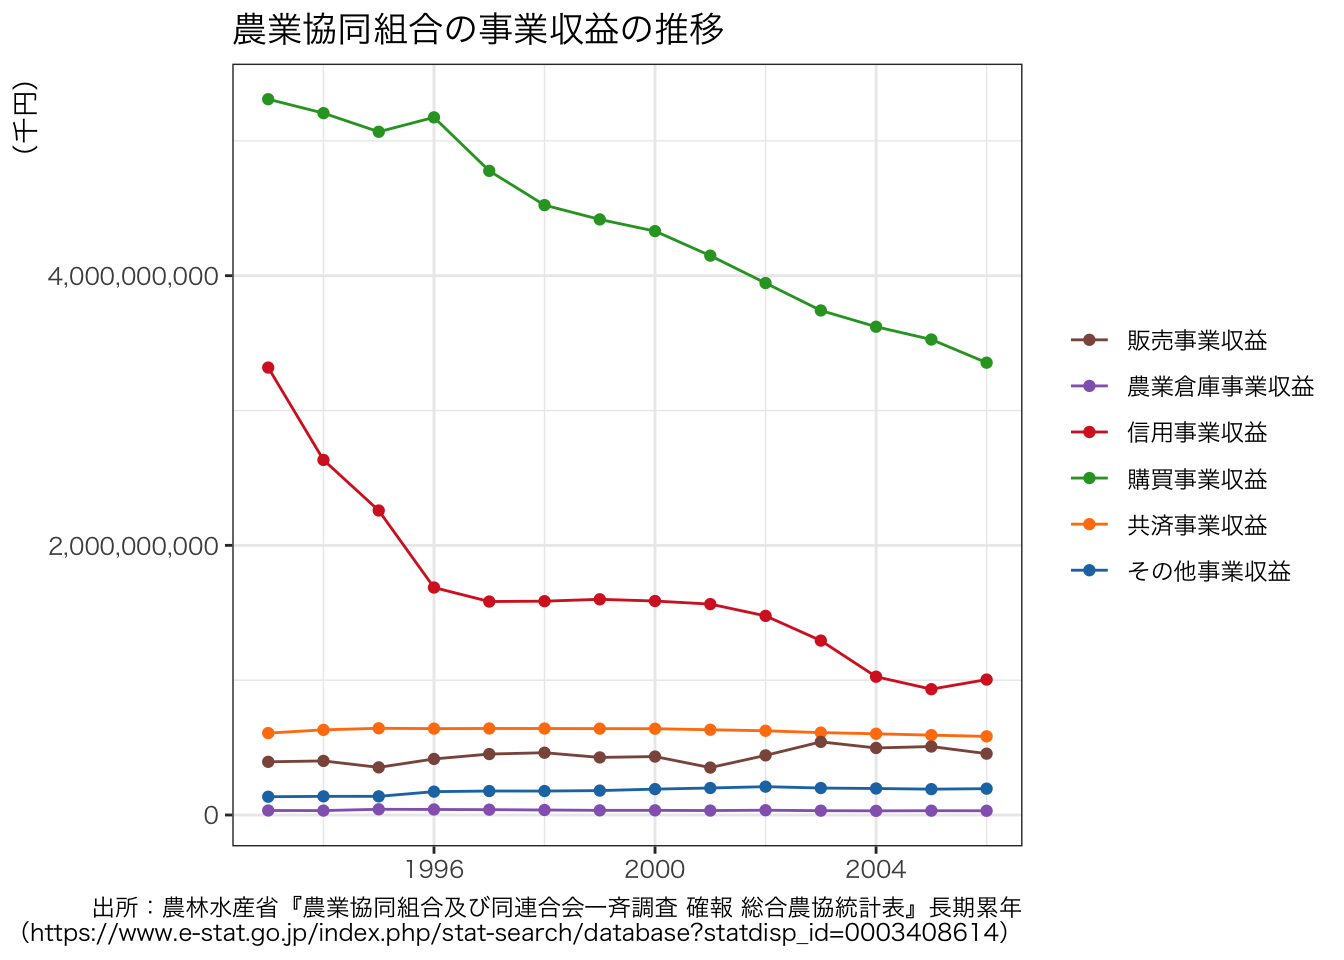 農業協同組合の事業収益の推移
（千円）
4,000,000,000
2,000,000,000
0
1996
2000
2004
販売事業収益
農業倉庫事業収益
信用事業収益
購買事業収益
共済事業収益
その他事業収益
出所：農林水産省『農業協同組合及び同連合会一斉調査 確報 総合農協統計表』長期累年
（https://www.e-stat.go.jp/index.php/stat-search/database?statdisp_id=0003408614）